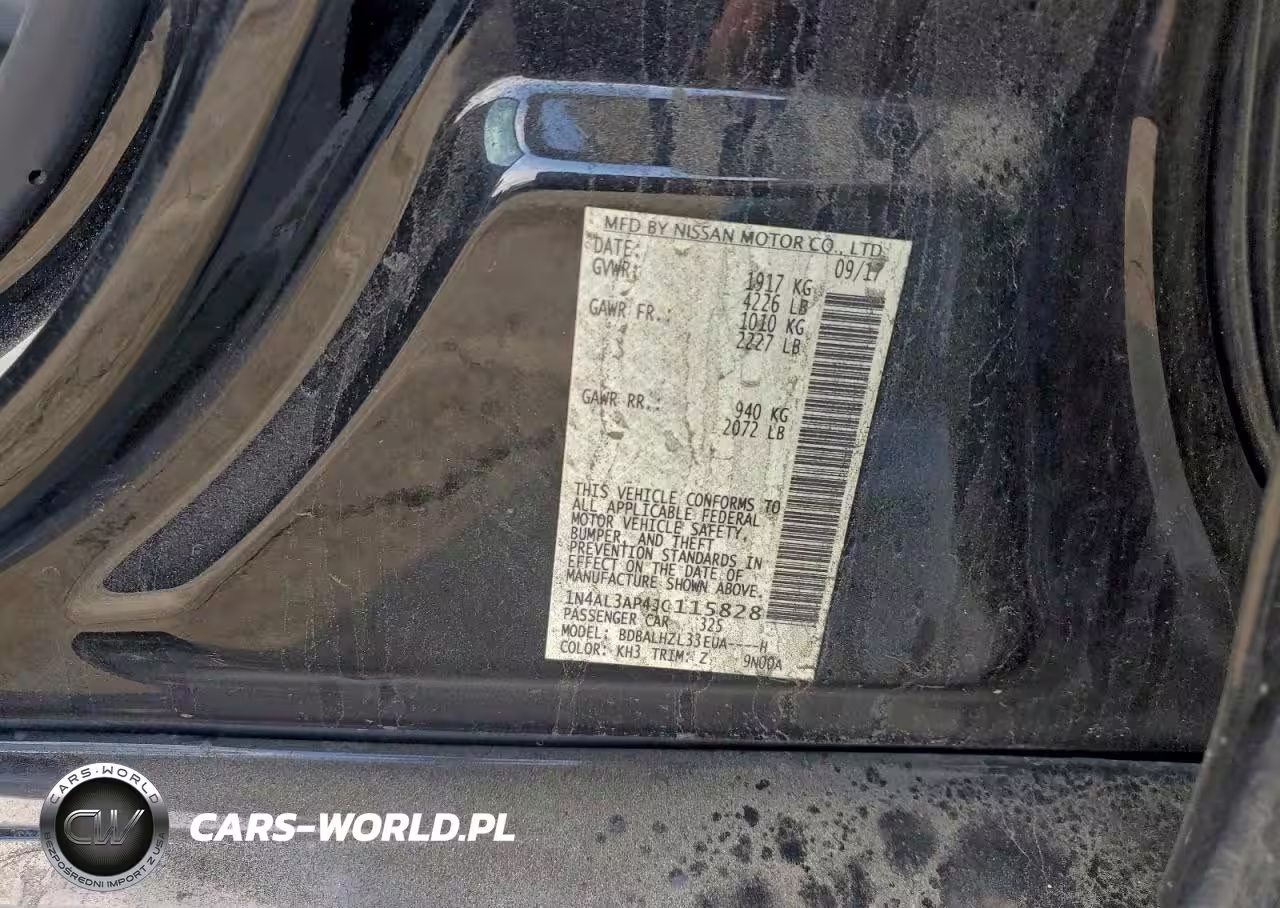 MFD BY NISSAN MOTOR CO., LTD.
DATE: 09/17
GVWR: 1917 KG
4226 LB
GAWR FR.: 1010 KG
2227 LB
GAWR RR.: 940 KG
2072 LB
THIS VEHICLE CONFORMS TO
ALL APPLICABLE FEDERAL
MOTOR VEHICLE SAFETY,
BUMPER, AND THEFT
PREVENTION STANDARDS IN
EFFECT ON THE DATE OF
MANUFACTURE SHOWN ABOVE.
PASSENGER CAR 325
MODEL: BDBALHZL33EUA----H
COLOR: KH3 TRIM: Z 9N00A
CARS-WORLD
CW
BEZPOŚREDNI IMPORT Z USA
CARS-WORLD.PL